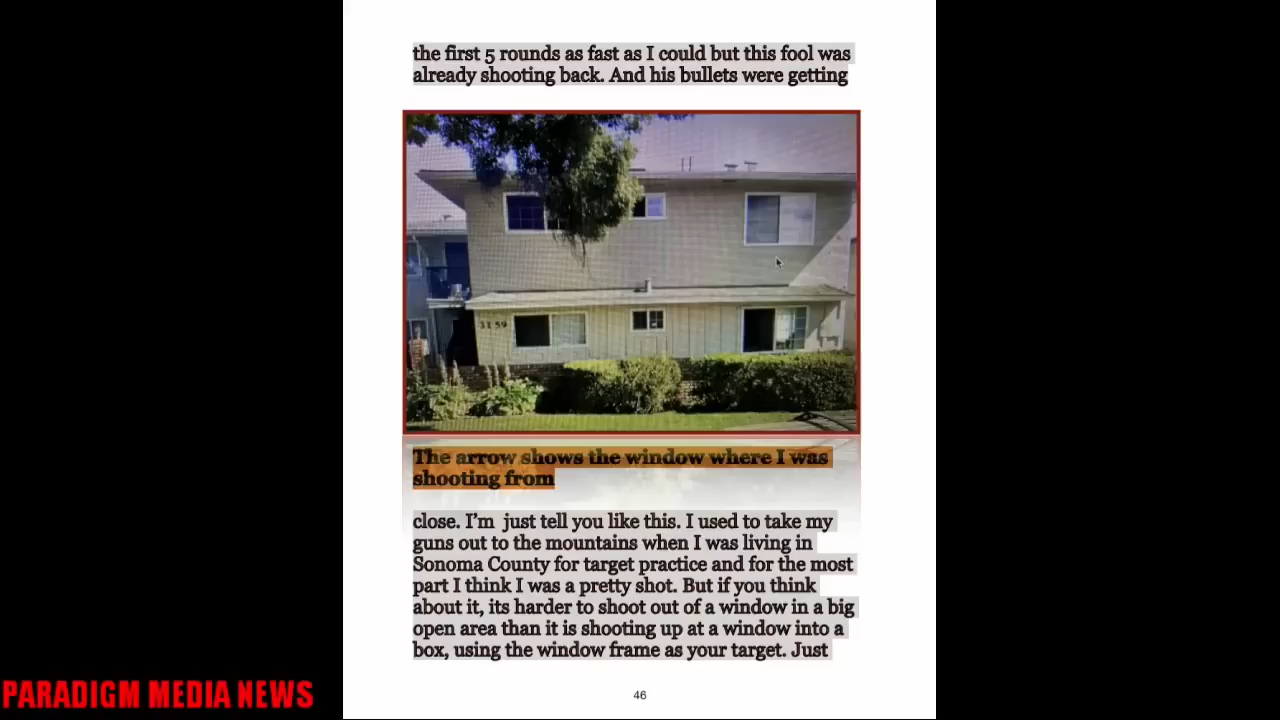 the first 5 rounds as fast as I could but this fool was
already shooting back. And his bullets were getting
3159
The arrow shows the window where I was
shooting from
close. I'm  just tell you like this. I used to take my
guns out to the mountains when I was living in
Sonoma County for target practice and for the most
part I think I was a pretty shot. But if you think
about it, its harder to shoot out of a window in a big
open area than it is shooting up at a window into a
box, using the window frame as your target. Just
46
PARADIGM MEDIA NEWS